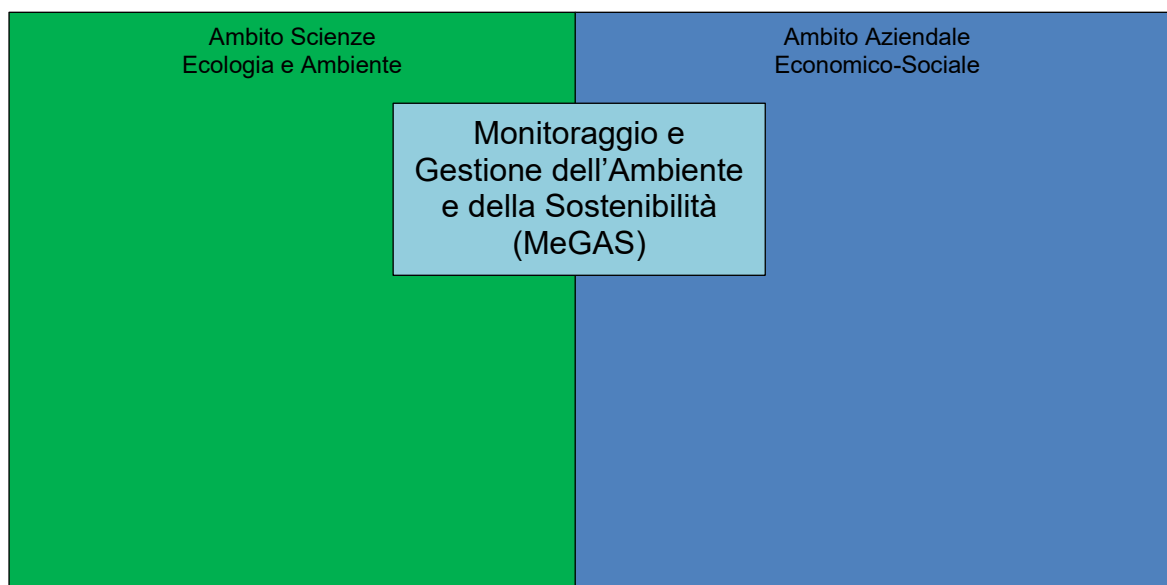 Ambito Scienze
Ecologia e Ambiente
Ambito Aziendale
Economico-Sociale
Monitoraggio e
Gestione dell’Ambiente
e della Sostenibilità
(MeGAS)